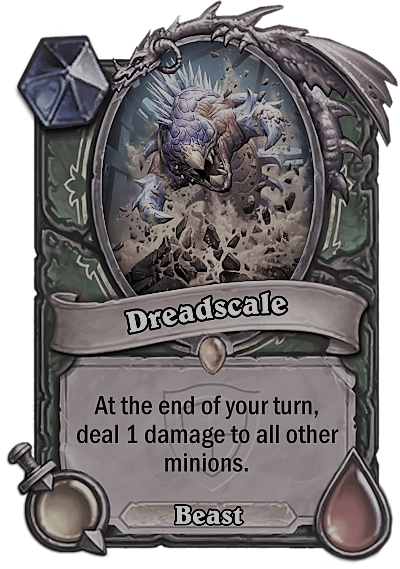 Dreadscale
At the end of your turn,
deal 1 damage to all other
minions.
Beast